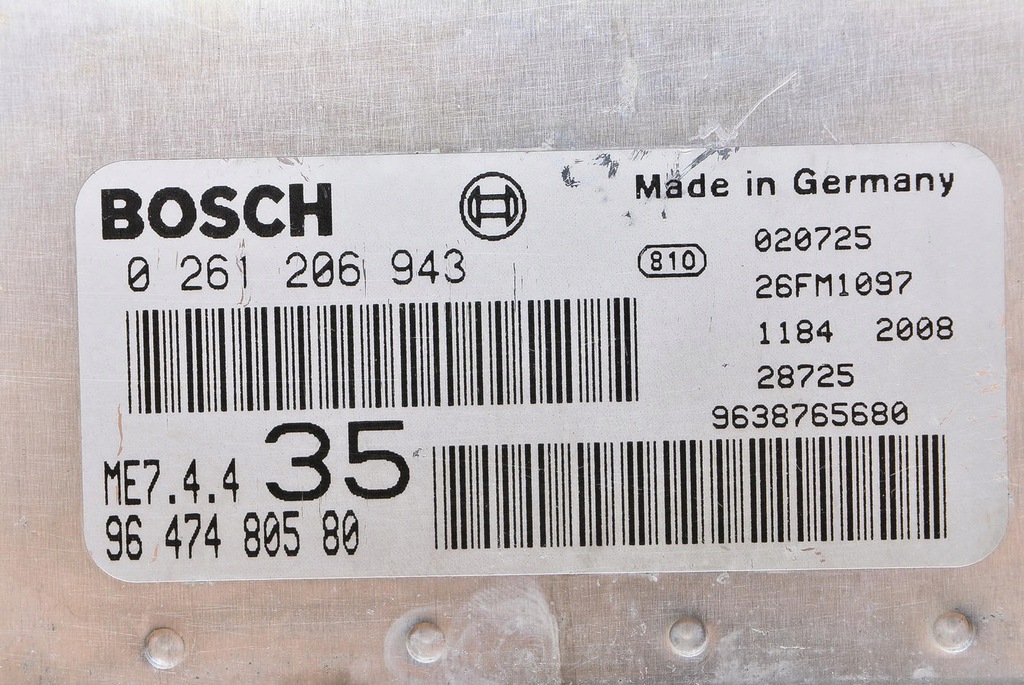 BOSCH
Made in Germany
0 261 206 943
810
020725
26FM1097
1184 2008
28725
9638765680
ME7.4.4 35
96 474 805 80